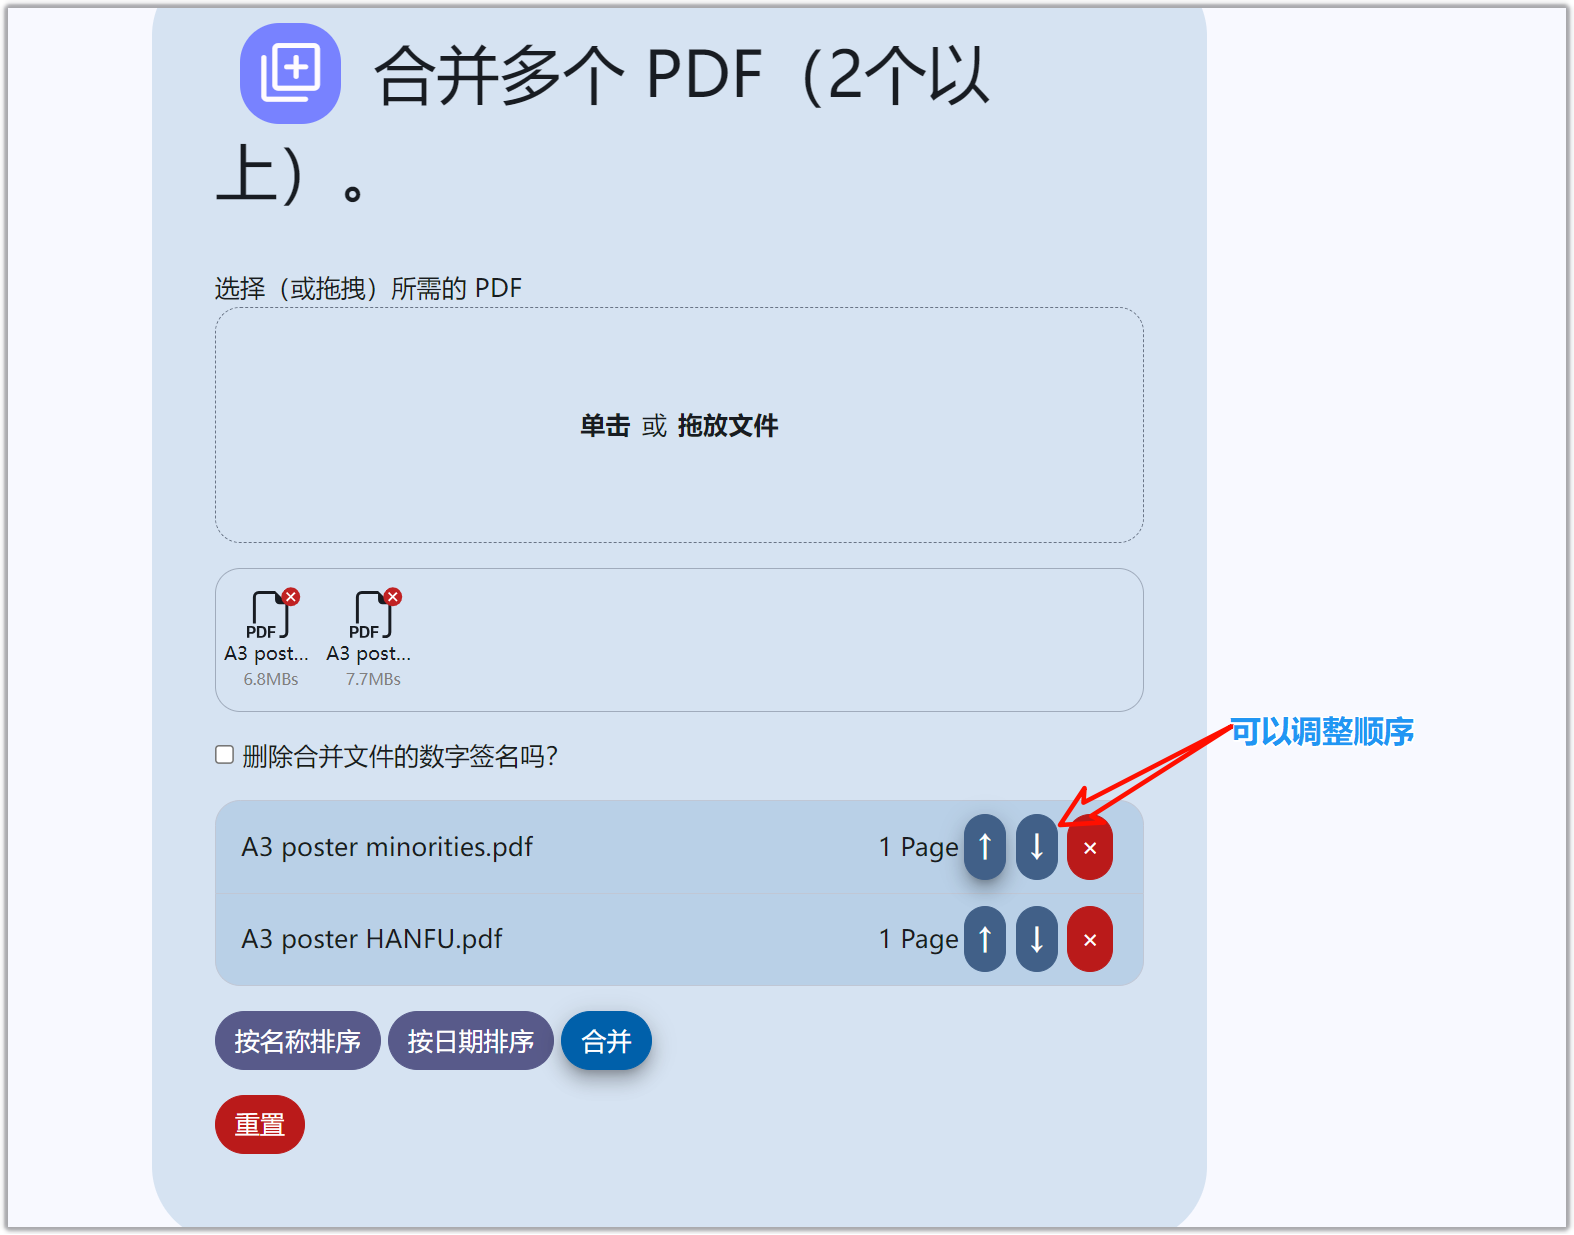 合并多个 PDF（2个以
上）。
选择（或拖拽）所需的 PDF
单击 或 拖放文件
PDF PDF
A3 post... A3 post...
6.8MBs 7.7MBs
可以调整顺序
删除合并文件的数字签名吗?
A3 poster minorities.pdf 1 Page ↑ ↓ ×
A3 poster HANFU.pdf 1 Page ↑ ↓ ×
按名称排序 按日期排序 合并
重置